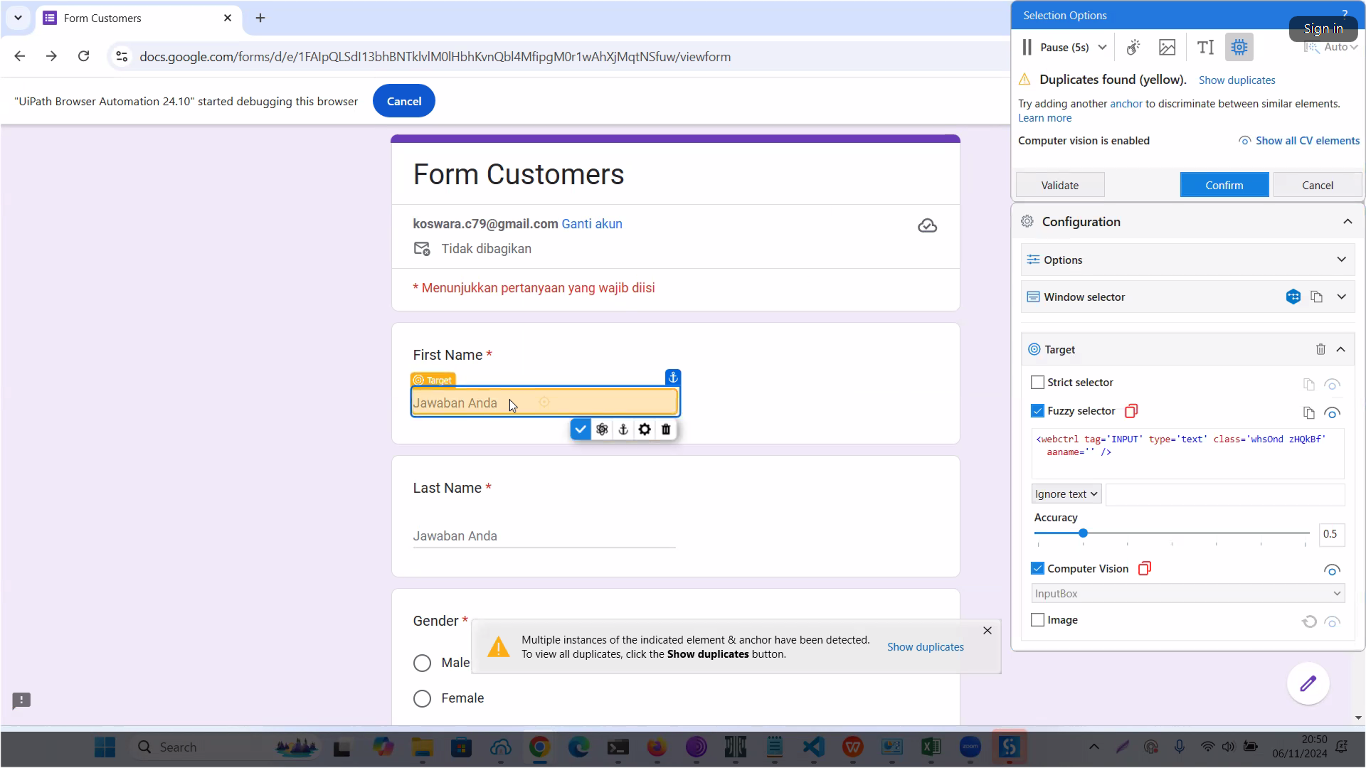 Form Customers
docs.google.com/forms/d/e/1FAIpQLSdI13bhBNTklvlM0lHbhKvnQbl4MfipgM0r1wAhXjMqtNSfuw/viewform
"UiPath Browser Automation 24.10" started debugging this browser
Cancel
Form Customers
koswara.c79@gmail.com Ganti akun
Tidak dibagikan
* Menunjukkan pertanyaan yang wajib diisi
First Name *
Target
Jawaban Anda
Last Name *
Jawaban Anda
Gender *
Male
Female
Multiple instances of the indicated element & anchor have been detected.
To view all duplicates, click the Show duplicates button.
Show duplicates
Selection Options
?
Sign in
Pause (5s)
Auto
Duplicates found (yellow). Show duplicates
Try adding another anchor to discriminate between similar elements.
Learn more
Computer vision is enabled
Show all CV elements
Validate
Confirm
Cancel
Configuration
Options
Window selector
Target
Strict selector
Fuzzy selector
<webctrl tag='INPUT' type='text' class='whsOnd zHQkBf'
aaname='' />
Ignore text
Accuracy
0.5
Computer Vision
InputBox
Image
Search
20:50
06/11/2024